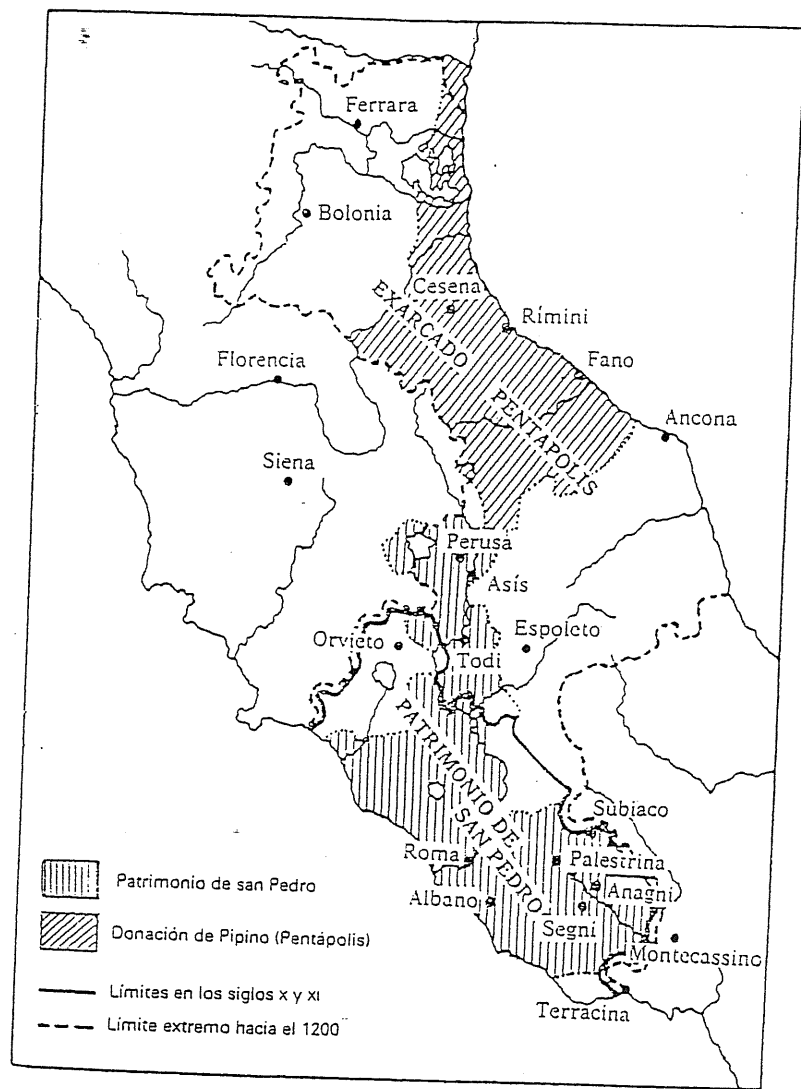 Ferrara
Bolonia
Cesena
EXARCADO
Rímini
Florencia
Fano
PENTAPOLIS
Ancona
Siena
Perusa
Asís
Orvieto
Espoleto
Todi
PATRIMONIO DE
SAN PEDRO
Subiaco
Roma
Palestrina
Anagni
Albano
Segni
Montecassino
Terracina
Patrimonio de san Pedro
Donación de Pipino (Pentápolis)
Límites en los siglos X y XI
Límite extremo hacia el 1200